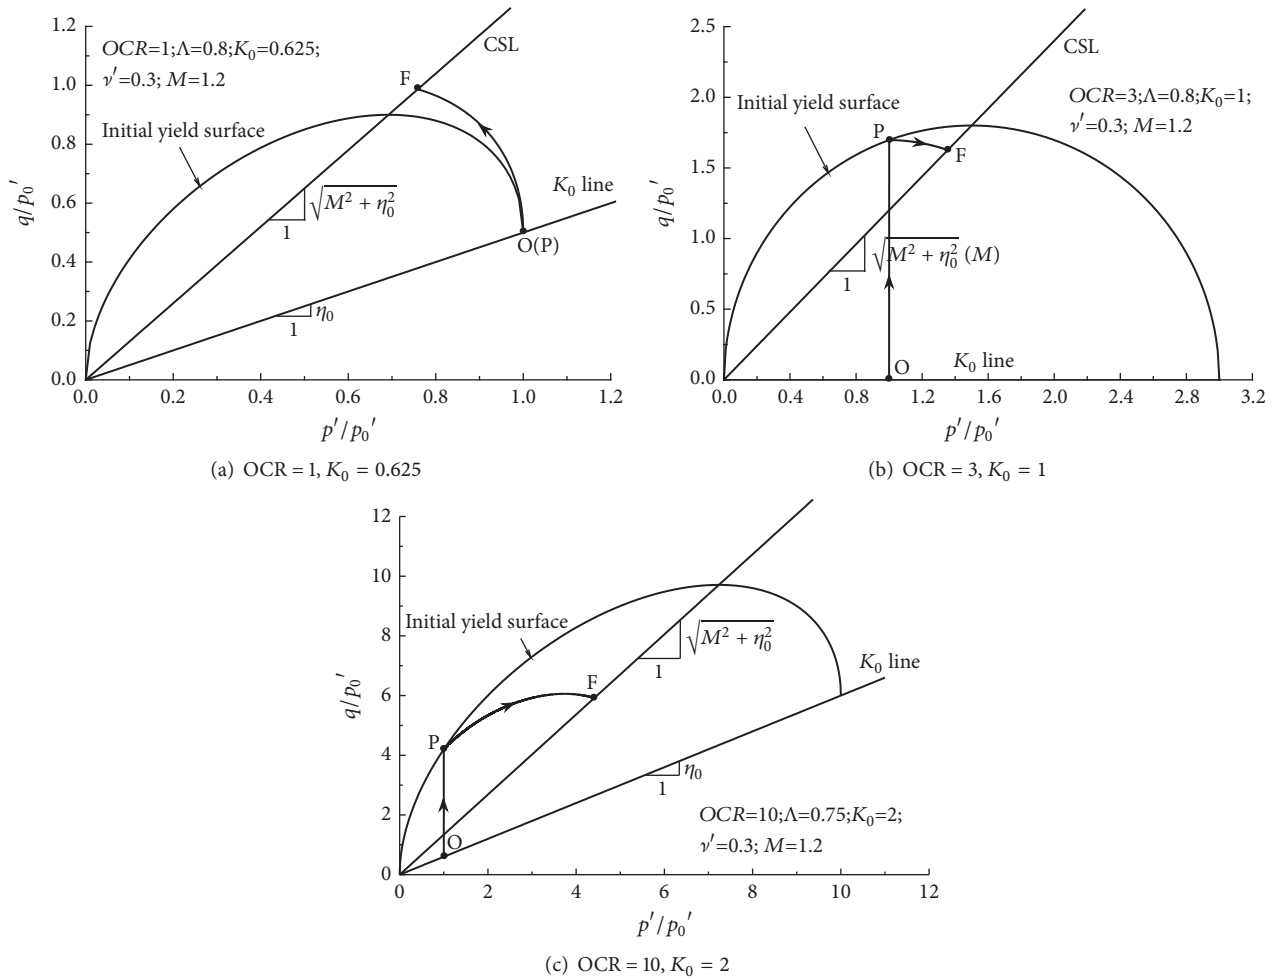 1.2
1.0
0.8
0.6
0.4
0.2
0.0
q/p₀′
OCR=1;Λ=0.8;K₀=0.625;
ν′=0.3; M=1.2
Initial yield surface
CSL
F
√(M² + η₀²)
1
K₀ line
O(P)
η₀
1
0.0 0.2 0.4 0.6 0.8 1.0 1.2
p′/p₀′
(a) OCR = 1, K₀ = 0.625
2.5
2.0
1.5
1.0
0.5
0.0
q/p₀′
CSL
OCR=3;Λ=0.8;K₀=1;
ν′=0.3; M=1.2
Initial yield surface
P
F
√(M² + η₀²) (M)
1
O
K₀ line
0.0 0.4 0.8 1.2 1.6 2.0 2.4 2.8 3.2
p′/p₀′
(b) OCR = 3, K₀ = 1
12
10
8
6
4
2
0
q/p₀′
Initial yield surface
√(M² + η₀²)
1
K₀ line
F
P
η₀
1
O
OCR=10;Λ=0.75;K₀=2;
ν′=0.3; M=1.2
0 2 4 6 8 10 12
p′/p₀′
(c) OCR = 10, K₀ = 2